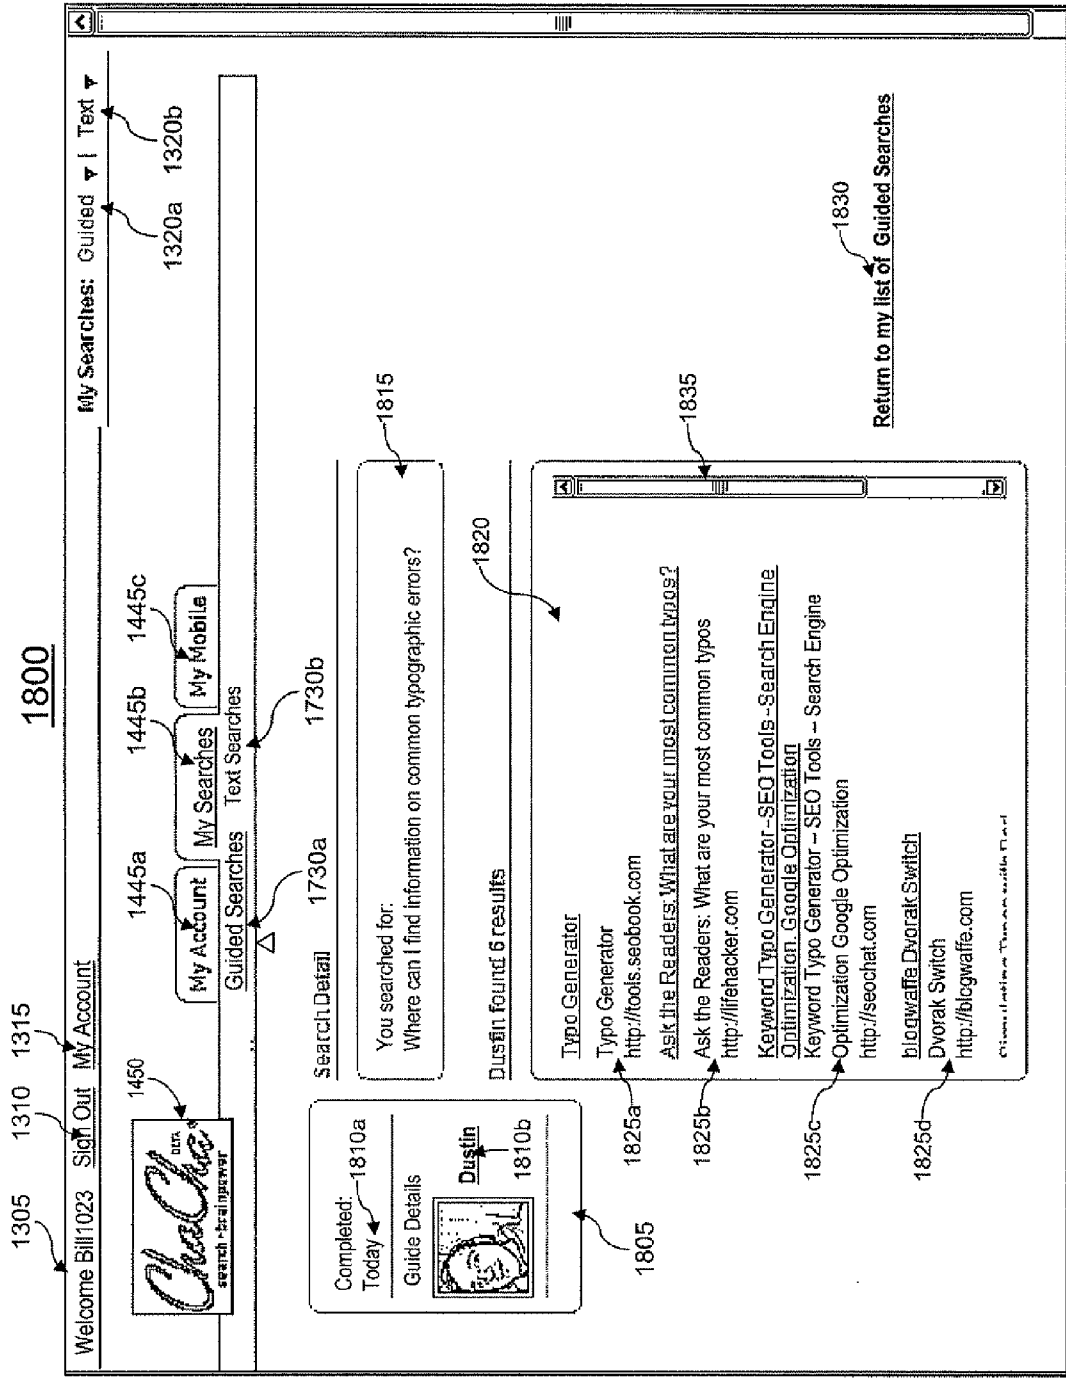 1800
1305
1310
1315
Welcome Bill1023 Sign Out My Account
My Searches: Guided | Text
1320a
1320b
1450
ChaCha
BETA
search+brainpower
1445a
1445b
1445c
My Account My Searches My Mobile
Guided Searches Text Searches
1730a
1730b
Completed:
Today
1810a
Guide Details
Dustin
1810b
1805
Search Detail
You searched for:
Where can I find information on common typographic errors?
1815
Dustin found 6 results
1820
Typo Generator
Typo Generator
http://tools.seobook.com
1825a
Ask the Readers: What are your most common typos?
Ask the Readers: What are your most common typos
http://lifehacker.com
1825b
Keyword Typo Generator-SEO Tools -Search Engine
Optimization. Google Optimization
Keyword Typo Generator – SEO Tools – Search Engine
Optimization Google Optimization
http://seochat.com
1825c
blogwaffe Dvorak Switch
Dvorak Switch
http://blogwaffe.com
1825d
1835
Return to my list of Guided Searches
1830